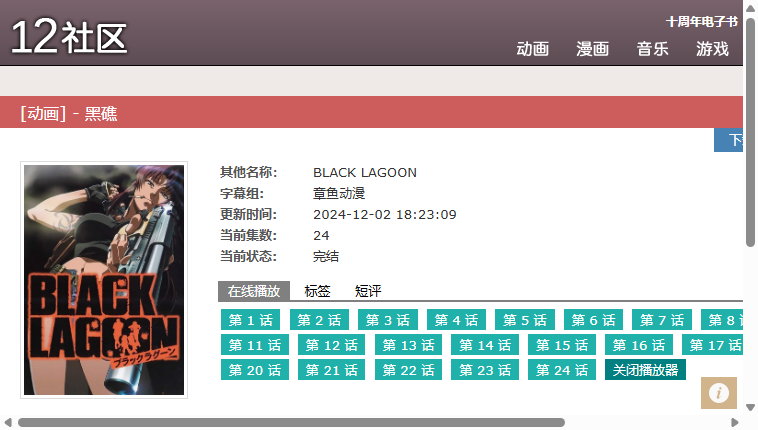 12社区
十周年电子书
动画 漫画 音乐 游戏
[动画] - 黑礁
BLACK LAGOON
ブラックラグーン
其他名称： BLACK LAGOON
字幕组： 章鱼动漫
更新时间： 2024-12-02 18:23:09
当前集数： 24
当前状态： 完结
在线播放 标签 短评
第 1 话 第 2 话 第 3 话 第 4 话 第 5 话 第 6 话 第 7 话 第 8
第 11 话 第 12 话 第 13 话 第 14 话 第 15 话 第 16 话 第 17 话
第 20 话 第 21 话 第 22 话 第 23 话 第 24 话 关闭播放器